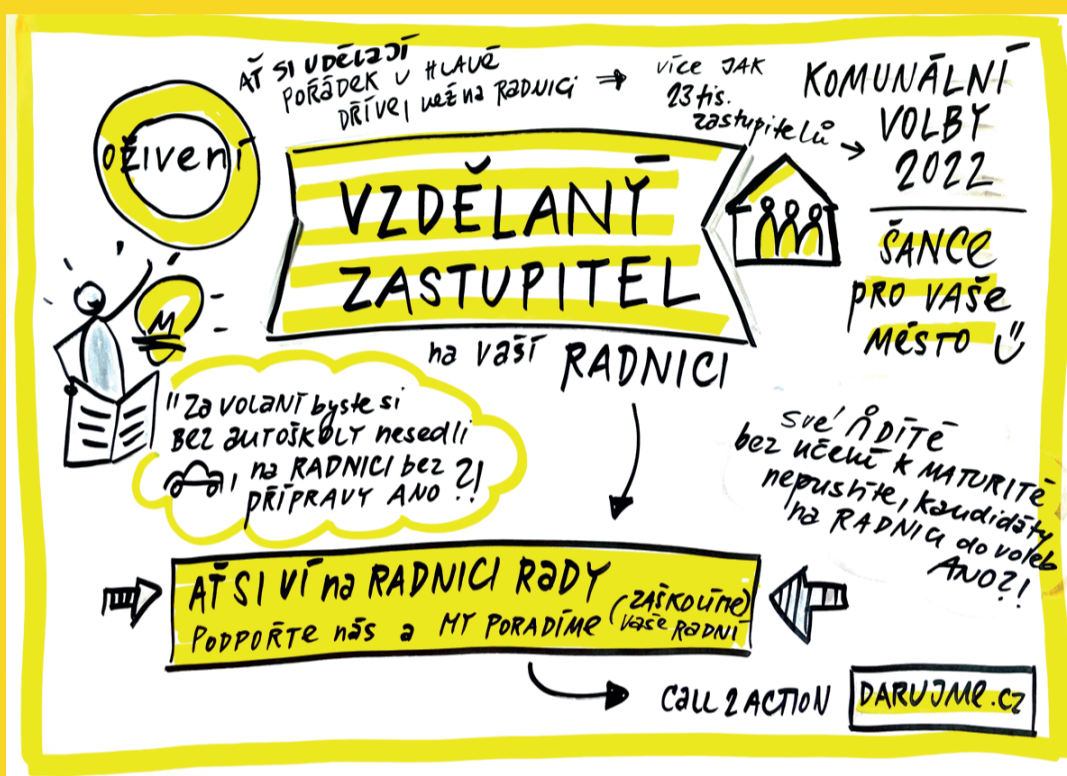 oživení
AŤ SI UDĚLAJÍ
POŘÁDEK V HLAVĚ
DŘÍVE, než na RADNICI
více JAK
23 tis.
zastupitelů
KOMUNÁLNÍ
VOLBY
2022
ŠANCE
PRO VAŠE
MĚSTO
VZDĚLANÝ
ZASTUPITEL
na vaší RADNICI
"Za VOLANÍ byste si
BEZ AUTOŠKOLY nesedli
, na RADNICI bez
PŘÍPRAVY ANO ?!
své DÍTĚ
bez učení K MATURITĚ
nepustíte, kandidáty
na RADNICI do voleb
ANO?!
AŤ SI VÍ na RADNICI RADY
PODPOŘTE nás a MY PORADÍME (ZAŠKOLÍME)
vaše RADNÍ
CALL 2 ACTION
DARUJME.CZ